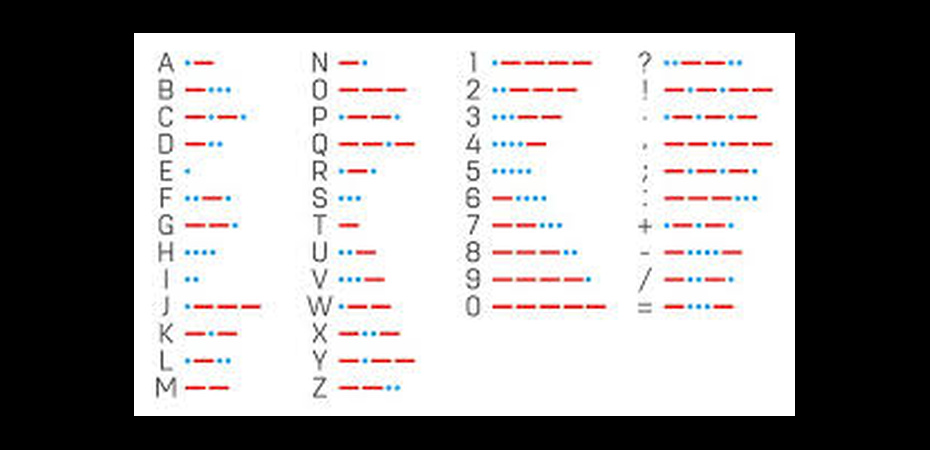 A N 1 ?
B O 2 !
C P 3 .
D Q 4 ,
E R 5 ;
F S 6 :
G T 7 +
H U 8 -
I V 9 /
J W 0 =
K X
L Y
M Z